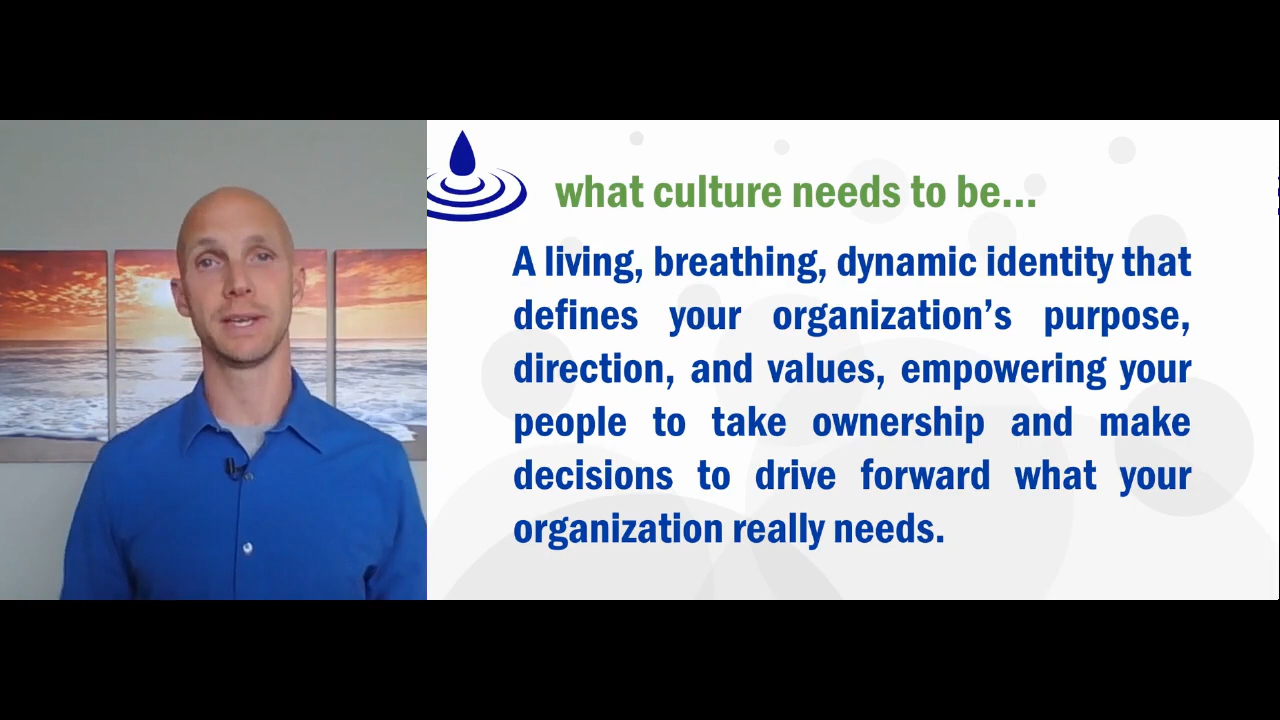 what culture needs to be...
A living, breathing, dynamic identity that
defines your organization’s purpose,
direction, and values, empowering your
people to take ownership and make
decisions to drive forward what your
organization really needs.